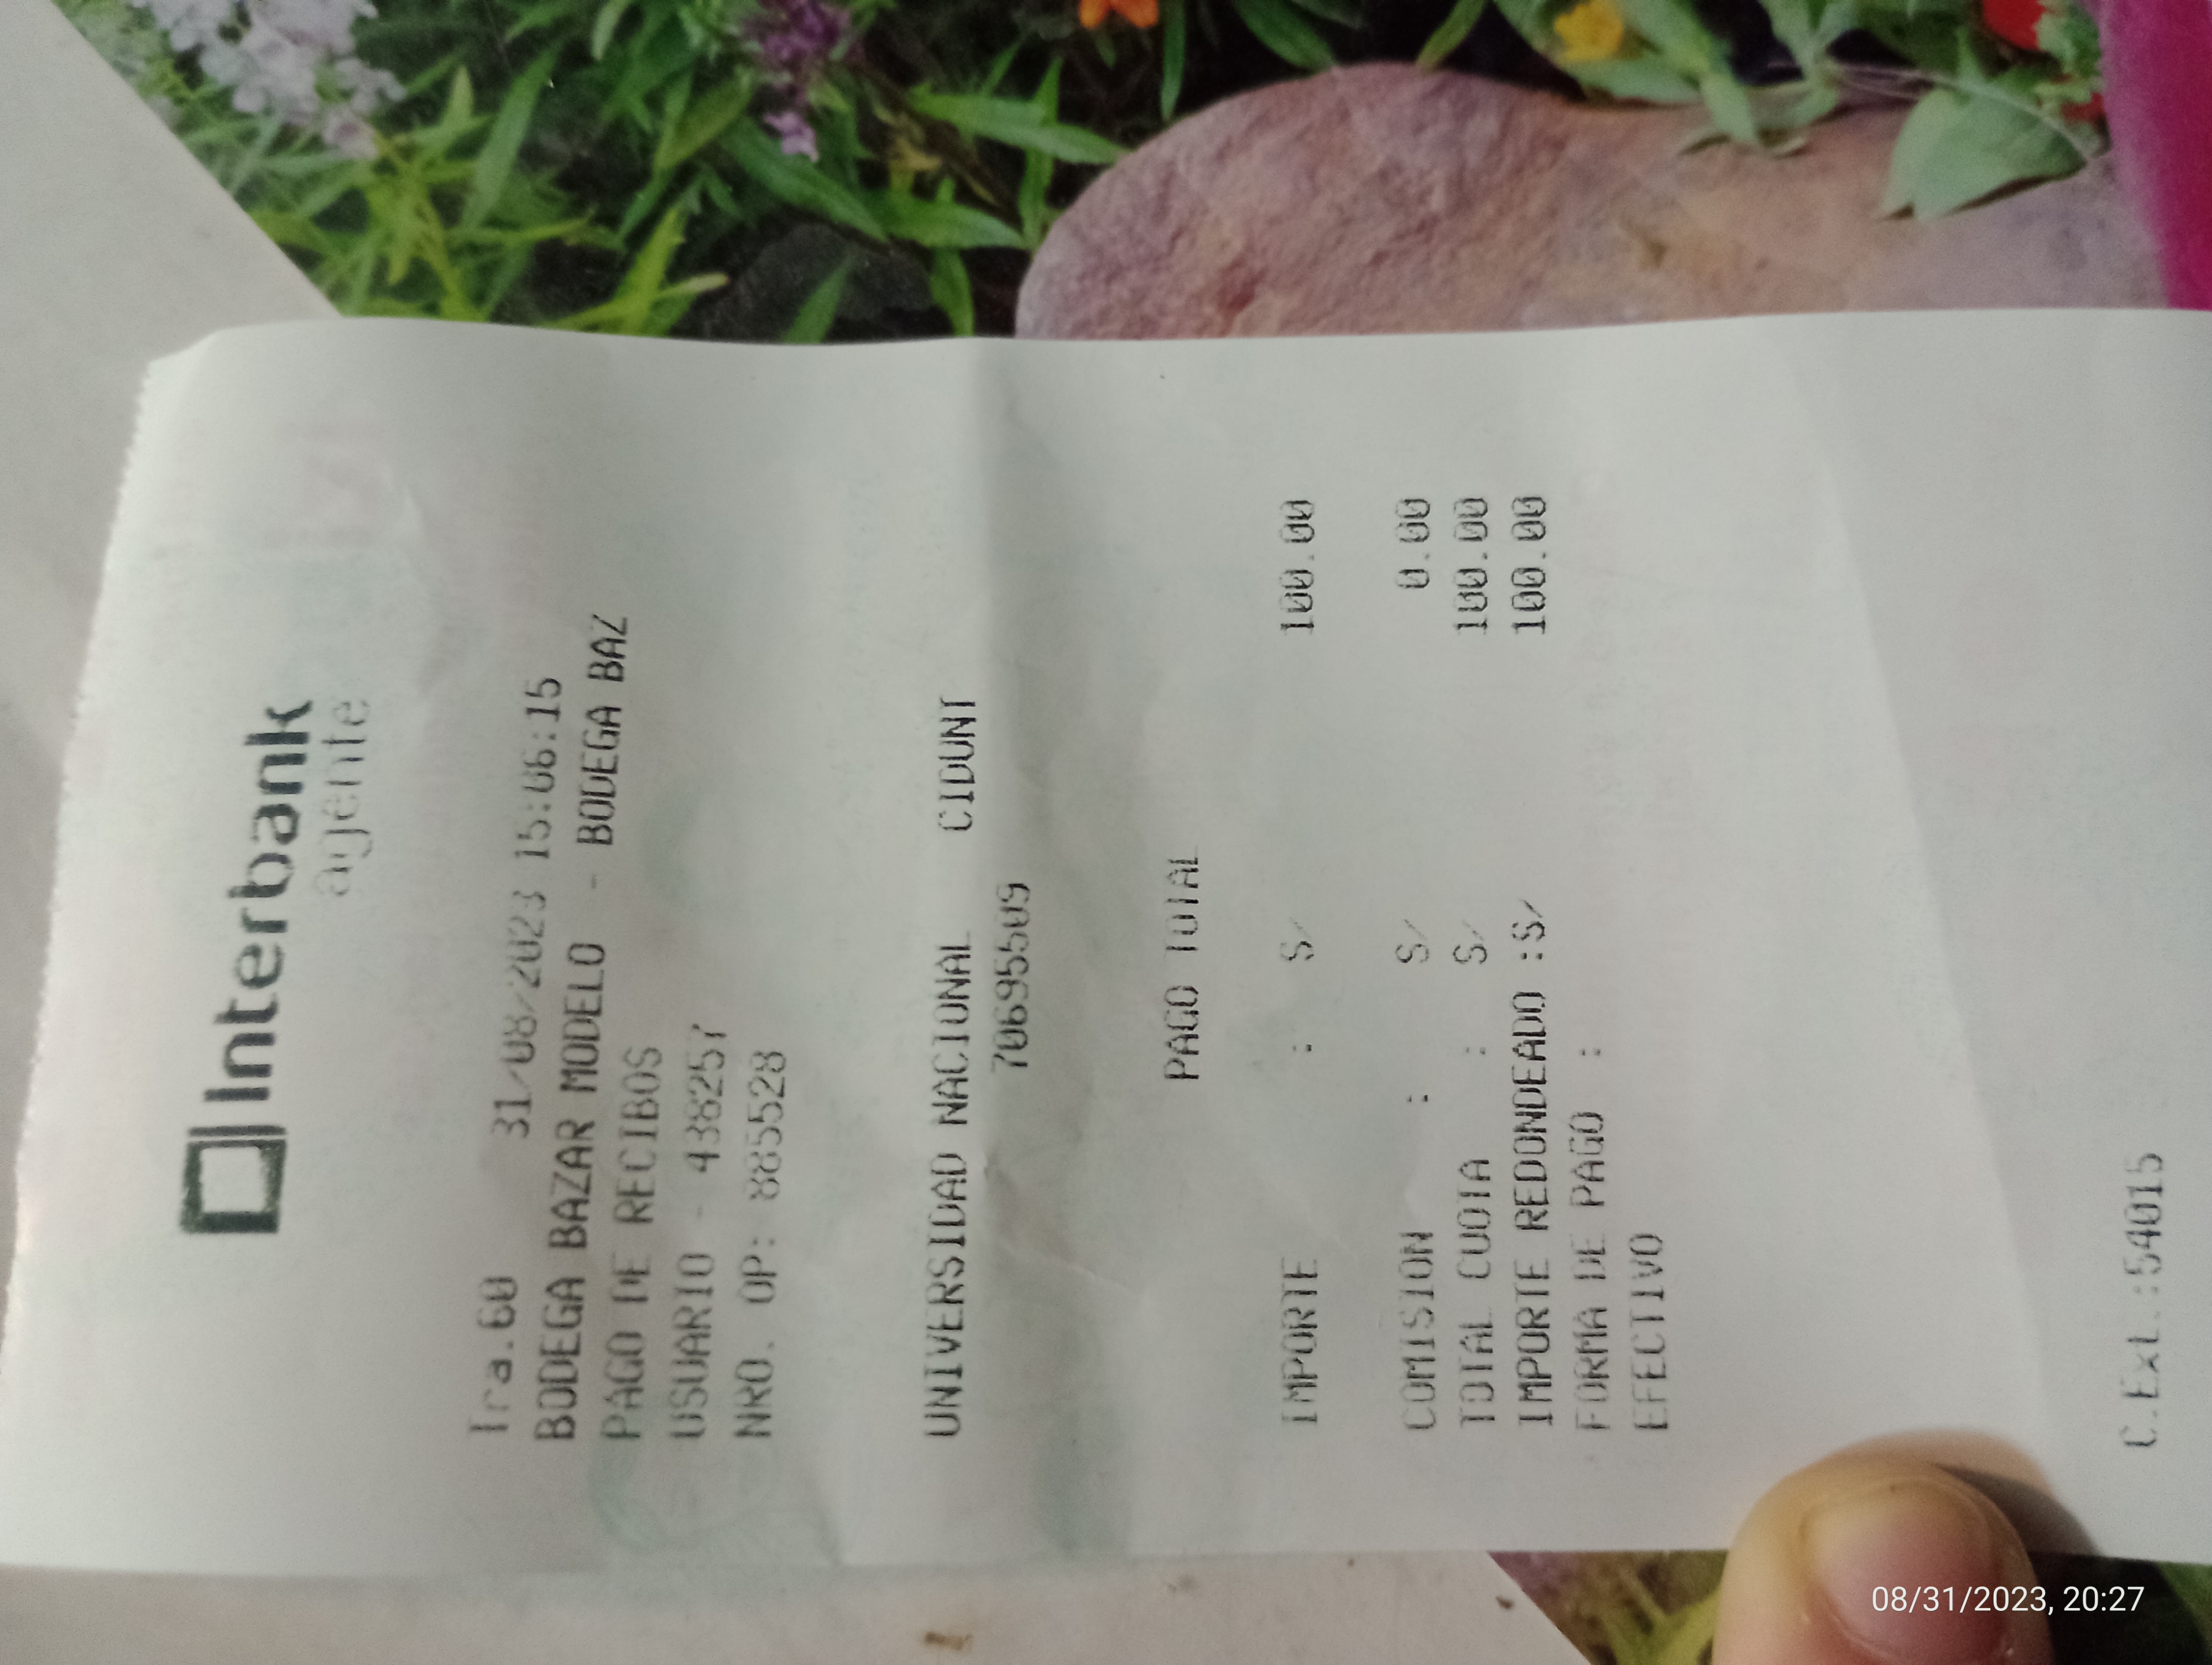 Interbank
agente
Tra.60 31/08/2023 15:06:15
BODEGA BAZAR MODELO - BODEGA BAZ
PAGO DE RECIBOS
USUARIO - 438257
NRO. OP: 885528
UNIVERSIDAD NACIONAL CIDUNT
70695509
PAGO TOTAL
IMPORTE : S/ 100.00
COMISION : S/ 0.00
TOTAL CUOTA : S/ 100.00
IMPORTE REDONDEADO :S/ 100.00
FORMA DE PAGO :
EFECTIVO
C.Ext.:54015
08/31/2023, 20:27